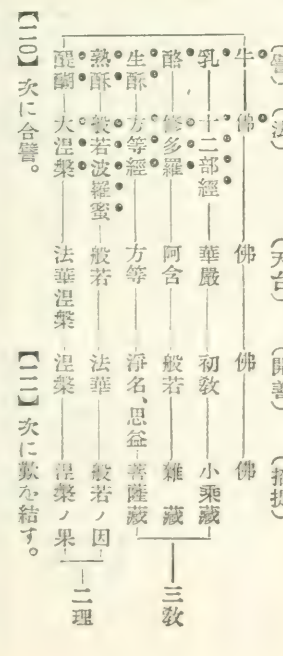 (譬) (法) (天台) (開善) (招提)
牛 佛 佛 佛 佛
乳 十二部經 華嚴 初敎 小乘藏
酪 修多羅 阿含 般若 雜藏
生酥 方等經 方等 淨名、思益 菩薩藏
三敎
熟酥 般若波羅蜜 般若 法華 般若ノ因
醍醐 大涅槃 法華涅槃 涅槃 涅槃ノ果
二理
【二〇】 次に合譬。
【二一】 次に歎を結す。